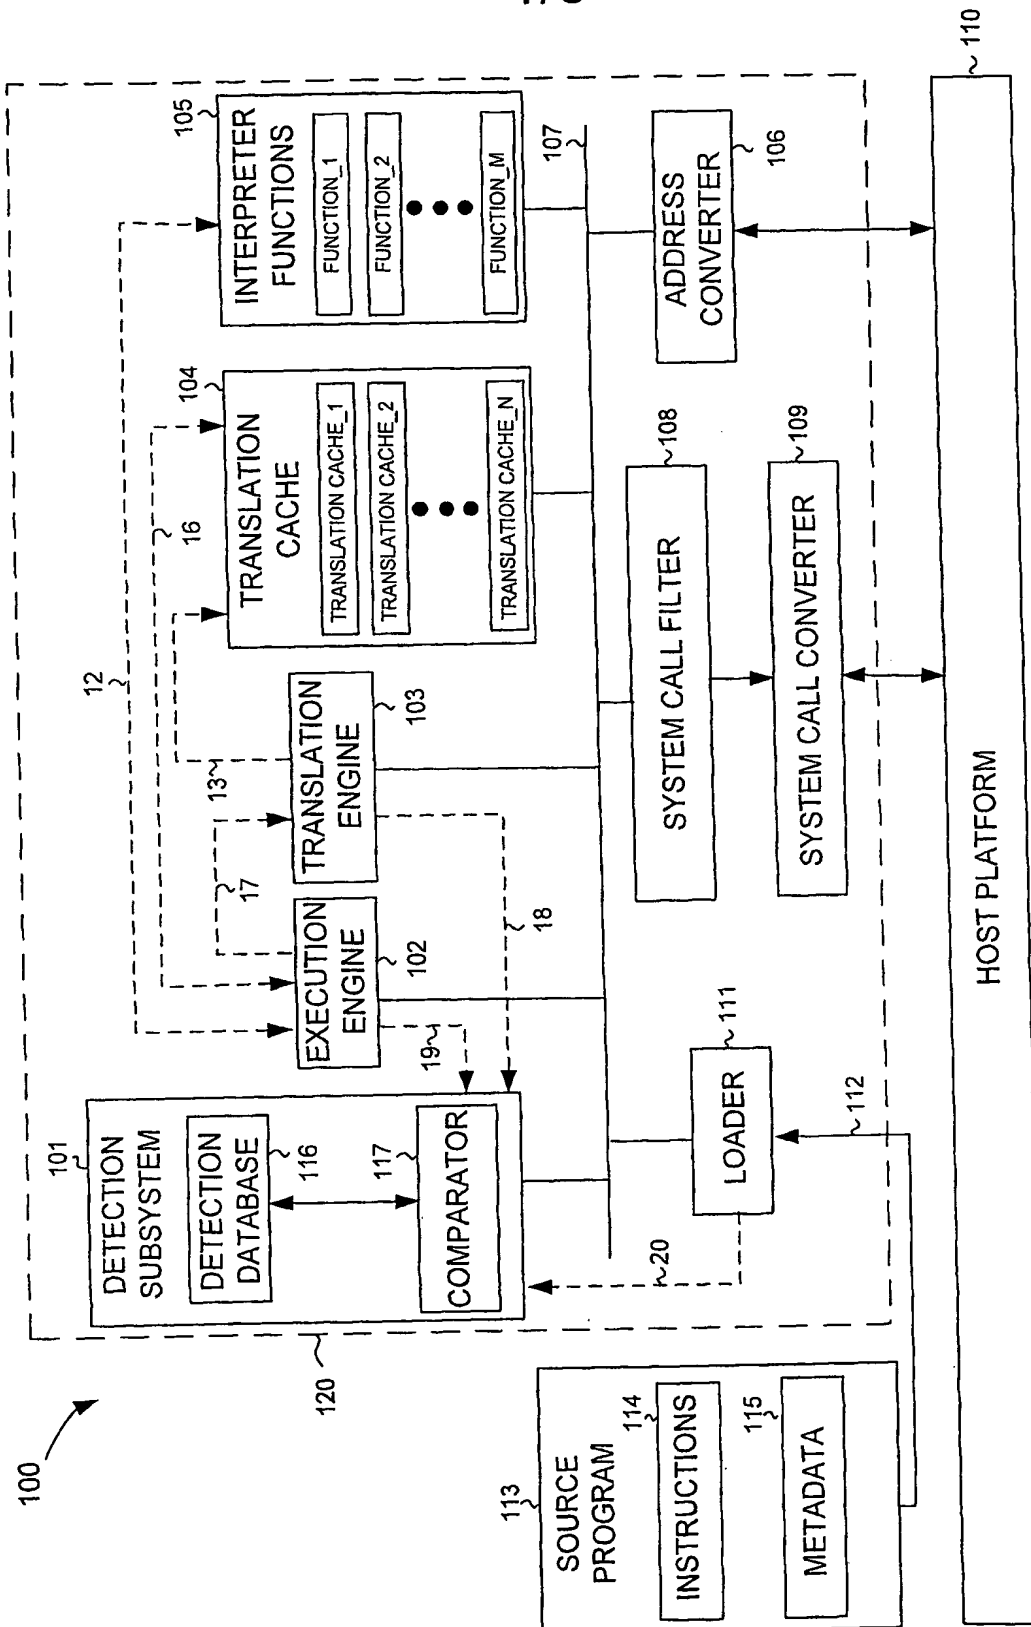 100
120
12
16
17
13
101
DETECTION
SUBSYSTEM
DETECTION
DATABASE
116
117
COMPARATOR
19
18
20
EXECUTION
ENGINE
102
TRANSLATION
ENGINE
103
104
TRANSLATION
CACHE
TRANSLATION CACHE_1
TRANSLATION CACHE_2
TRANSLATION CACHE_N
105
INTERPRETER
FUNCTIONS
FUNCTION_1
FUNCTION_2
FUNCTION_M
107
113
SOURCE
PROGRAM
114
INSTRUCTIONS
115
METADATA
LOADER
111
112
SYSTEM CALL FILTER
108
SYSTEM CALL CONVERTER
109
ADDRESS
CONVERTER
106
HOST PLATFORM
110